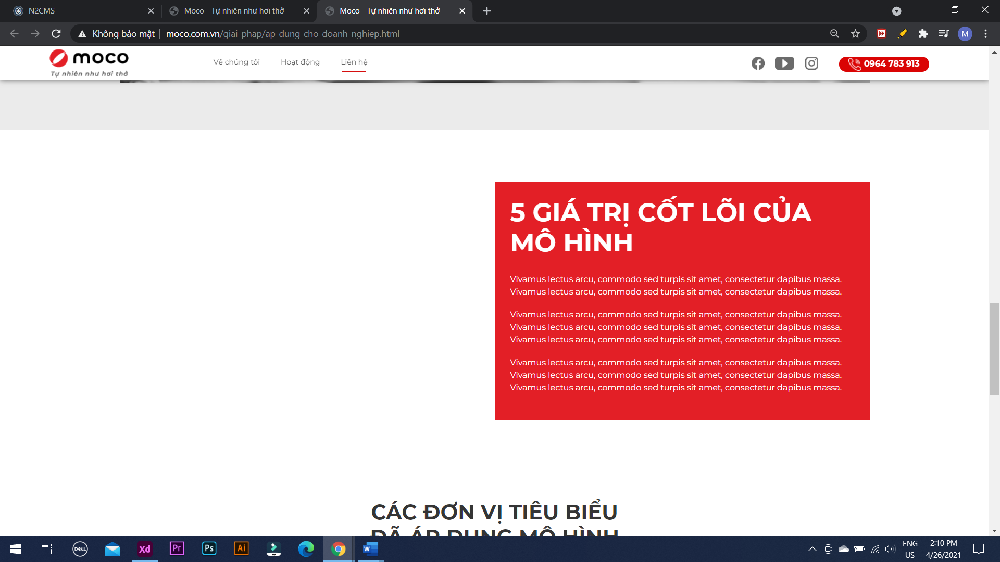 N2CMS
Moco - Tự nhiên như hơi thở
Moco - Tự nhiên như hơi thở
Không bảo mật | moco.com.vn/giai-phap/ap-dung-cho-doanh-nghiep.html
M
moco
Tự nhiên như hơi thở
Về chúng tôi
Hoạt động
Liên hệ
0964 783 913
5 GIÁ TRỊ CỐT LÕI CỦA
MÔ HÌNH
Vivamus lectus arcu, commodo sed turpis sit amet, consectetur dapibus massa.
Vivamus lectus arcu, commodo sed turpis sit amet, consectetur dapibus massa.
Vivamus lectus arcu, commodo sed turpis sit amet, consectetur dapibus massa.
Vivamus lectus arcu, commodo sed turpis sit amet, consectetur dapibus massa.
Vivamus lectus arcu, commodo sed turpis sit amet, consectetur dapibus massa.
Vivamus lectus arcu, commodo sed turpis sit amet, consectetur dapibus massa.
Vivamus lectus arcu, commodo sed turpis sit amet, consectetur dapibus massa.
Vivamus lectus arcu, commodo sed turpis sit amet, consectetur dapibus massa.
CÁC ĐƠN VỊ TIÊU BIỂU
ĐÃ ÁP DỤNG MÔ HÌNH
DELL
Xd
Pr
Ps
Ai
W
ENG
US
2:10 PM
4/26/2021